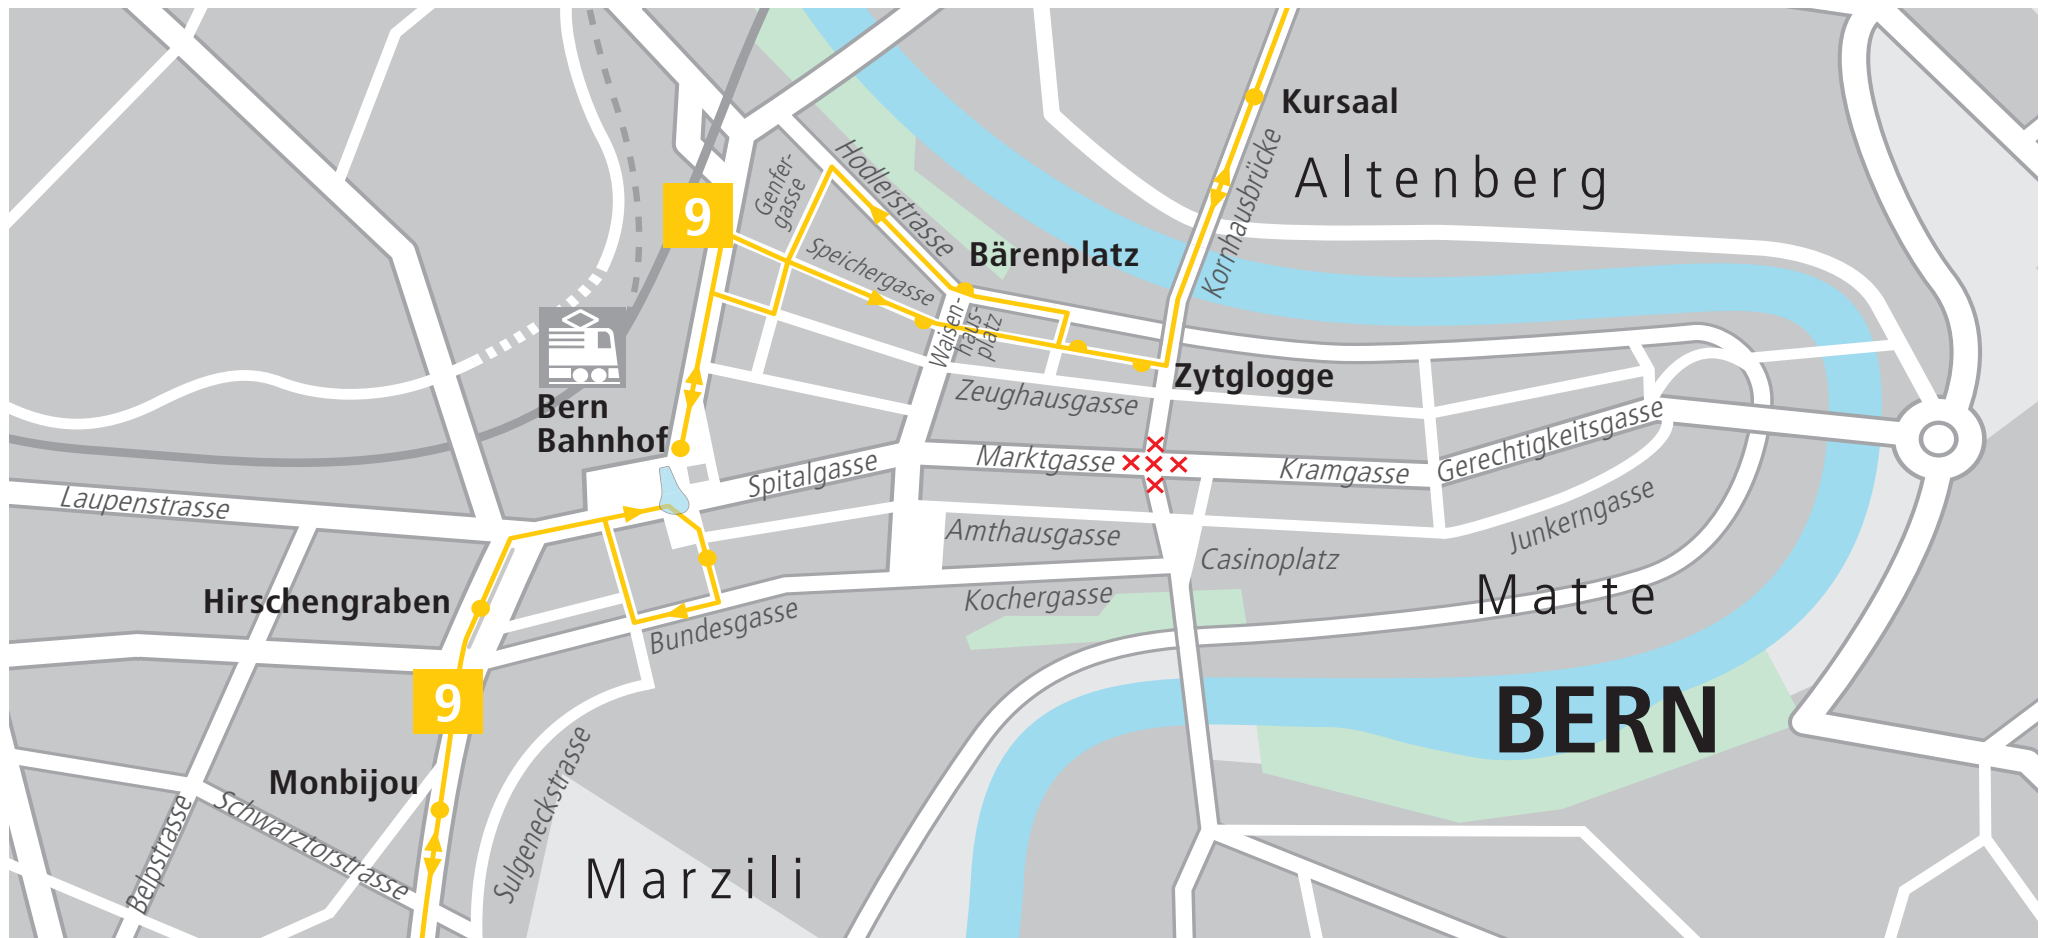 Kursaal
Altenberg
Hodlerstrasse
Genfer-
gasse
9
Kornhausbrücke
Bärenplatz
Speichergasse
Waisen-
haus-
platz
Zytglogge
Zeughausgasse
Bern
Bahnhof
Gerechtigkeitsgasse
Marktgasse
Kramgasse
Spitalgasse
Laupenstrasse
Junkerngasse
Amthausgasse
Casinoplatz
Hirschengraben
Kochergasse
Matte
Bundesgasse
9
BERN
Monbijou
Sulgeneckstrasse
Schwarztorstrasse
Belpstrasse
Marzili